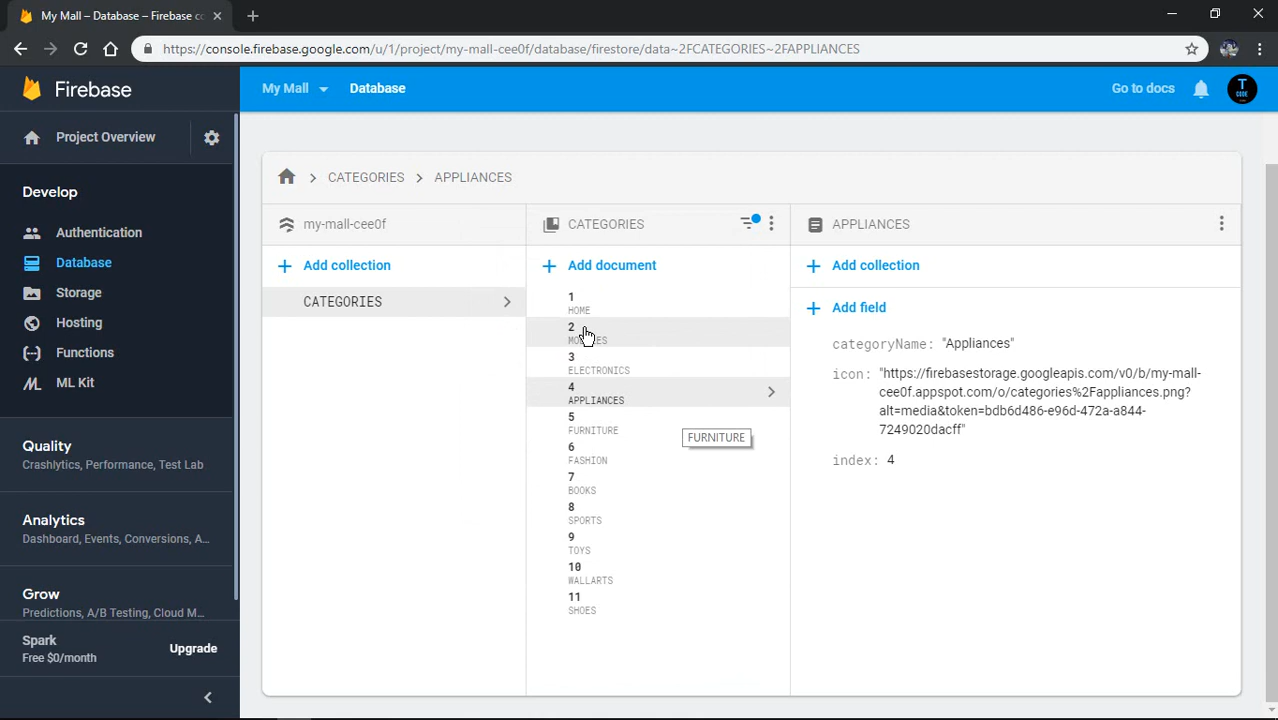 My Mall – Database – Firebase co
https://console.firebase.google.com/u/1/project/my-mall-cee0f/database/firestore/data~2FCATEGORIES~2FAPPLIANCES
Firebase
My Mall
Database
Go to docs
T
CODE
Project Overview
Develop
Authentication
Database
Storage
Hosting
Functions
ML Kit
Quality
Crashlytics, Performance, Test Lab
Analytics
Dashboard, Events, Conversions, A...
Grow
Predictions, A/B Testing, Cloud M...
Spark
Free $0/month
Upgrade
CATEGORIES
APPLIANCES
my-mall-cee0f
Add collection
CATEGORIES
CATEGORIES
Add document
1
HOME
2
3
ELECTRONICS
4
APPLIANCES
5
FURNITURE
6
FASHION
7
BOOKS
8
SPORTS
9
TOYS
10
WALLARTS
11
SHOES
FURNITURE
APPLIANCES
Add collection
Add field
categoryName: "Appliances"
icon: "https://firebasestorage.googleapis.com/v0/b/my-mall-
cee0f.appspot.com/o/categories%2Fappliances.png?
alt=media&token=bdb6d486-e96d-472a-a844-
7249020dacff"
index: 4